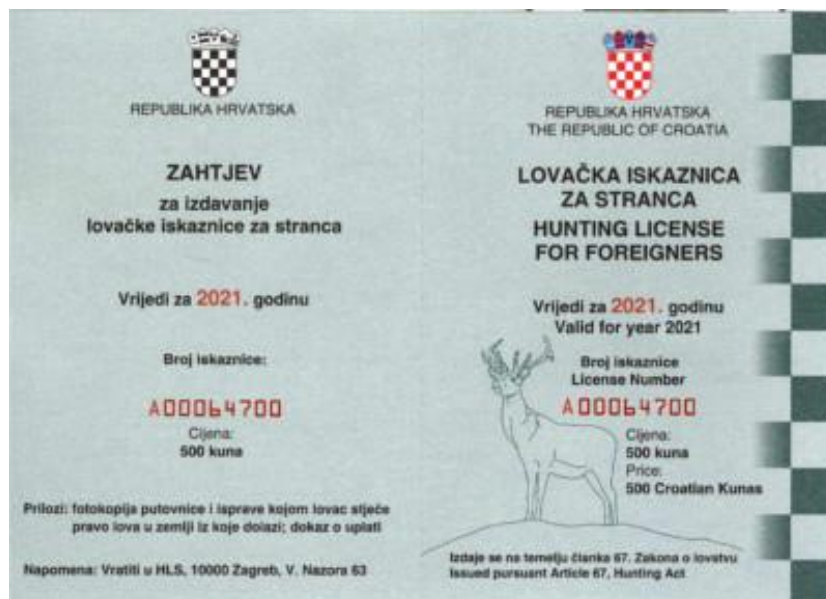 REPUBLIKA HRVATSKA
ZAHTJEV
za izdavanje
lovačke iskaznice za stranca
Vrijedi za 2021. godinu
Broj iskaznice:
A00064700
Cijena:
500 kuna
Prilozi: fotokopija putovnice i isprave kojom lovac stječe
pravo lova u zemlji iz koje dolazi; dokaz o uplati
Napomena: Vratiti u HLS, 10000 Zagreb, V. Nazora 63
REPUBLIKA HRVATSKA
THE REPUBLIC OF CROATIA
LOVAČKA ISKAZNICA
ZA STRANCA
HUNTING LICENSE
FOR FOREIGNERS
Vrijedi za 2021. godinu
Valid for year 2021
Broj iskaznice
License Number
A00064700
Cijena:
500 kuna
Price:
500 Croatian Kunas
Izdaje se na temelju članka 67. Zakona o lovstvu
Issued pursuant Article 67, Hunting Act